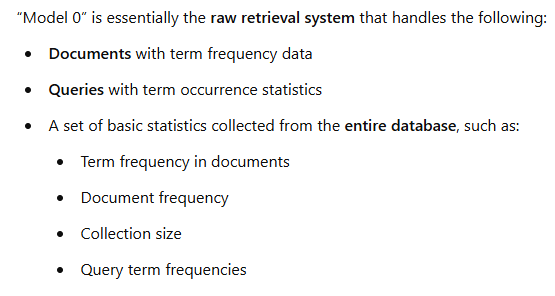 “Model 0” is essentially the raw retrieval system that handles the following:
• Documents with term frequency data
• Queries with term occurrence statistics
• A set of basic statistics collected from the entire database, such as:
• Term frequency in documents
• Document frequency
• Collection size
• Query term frequencies